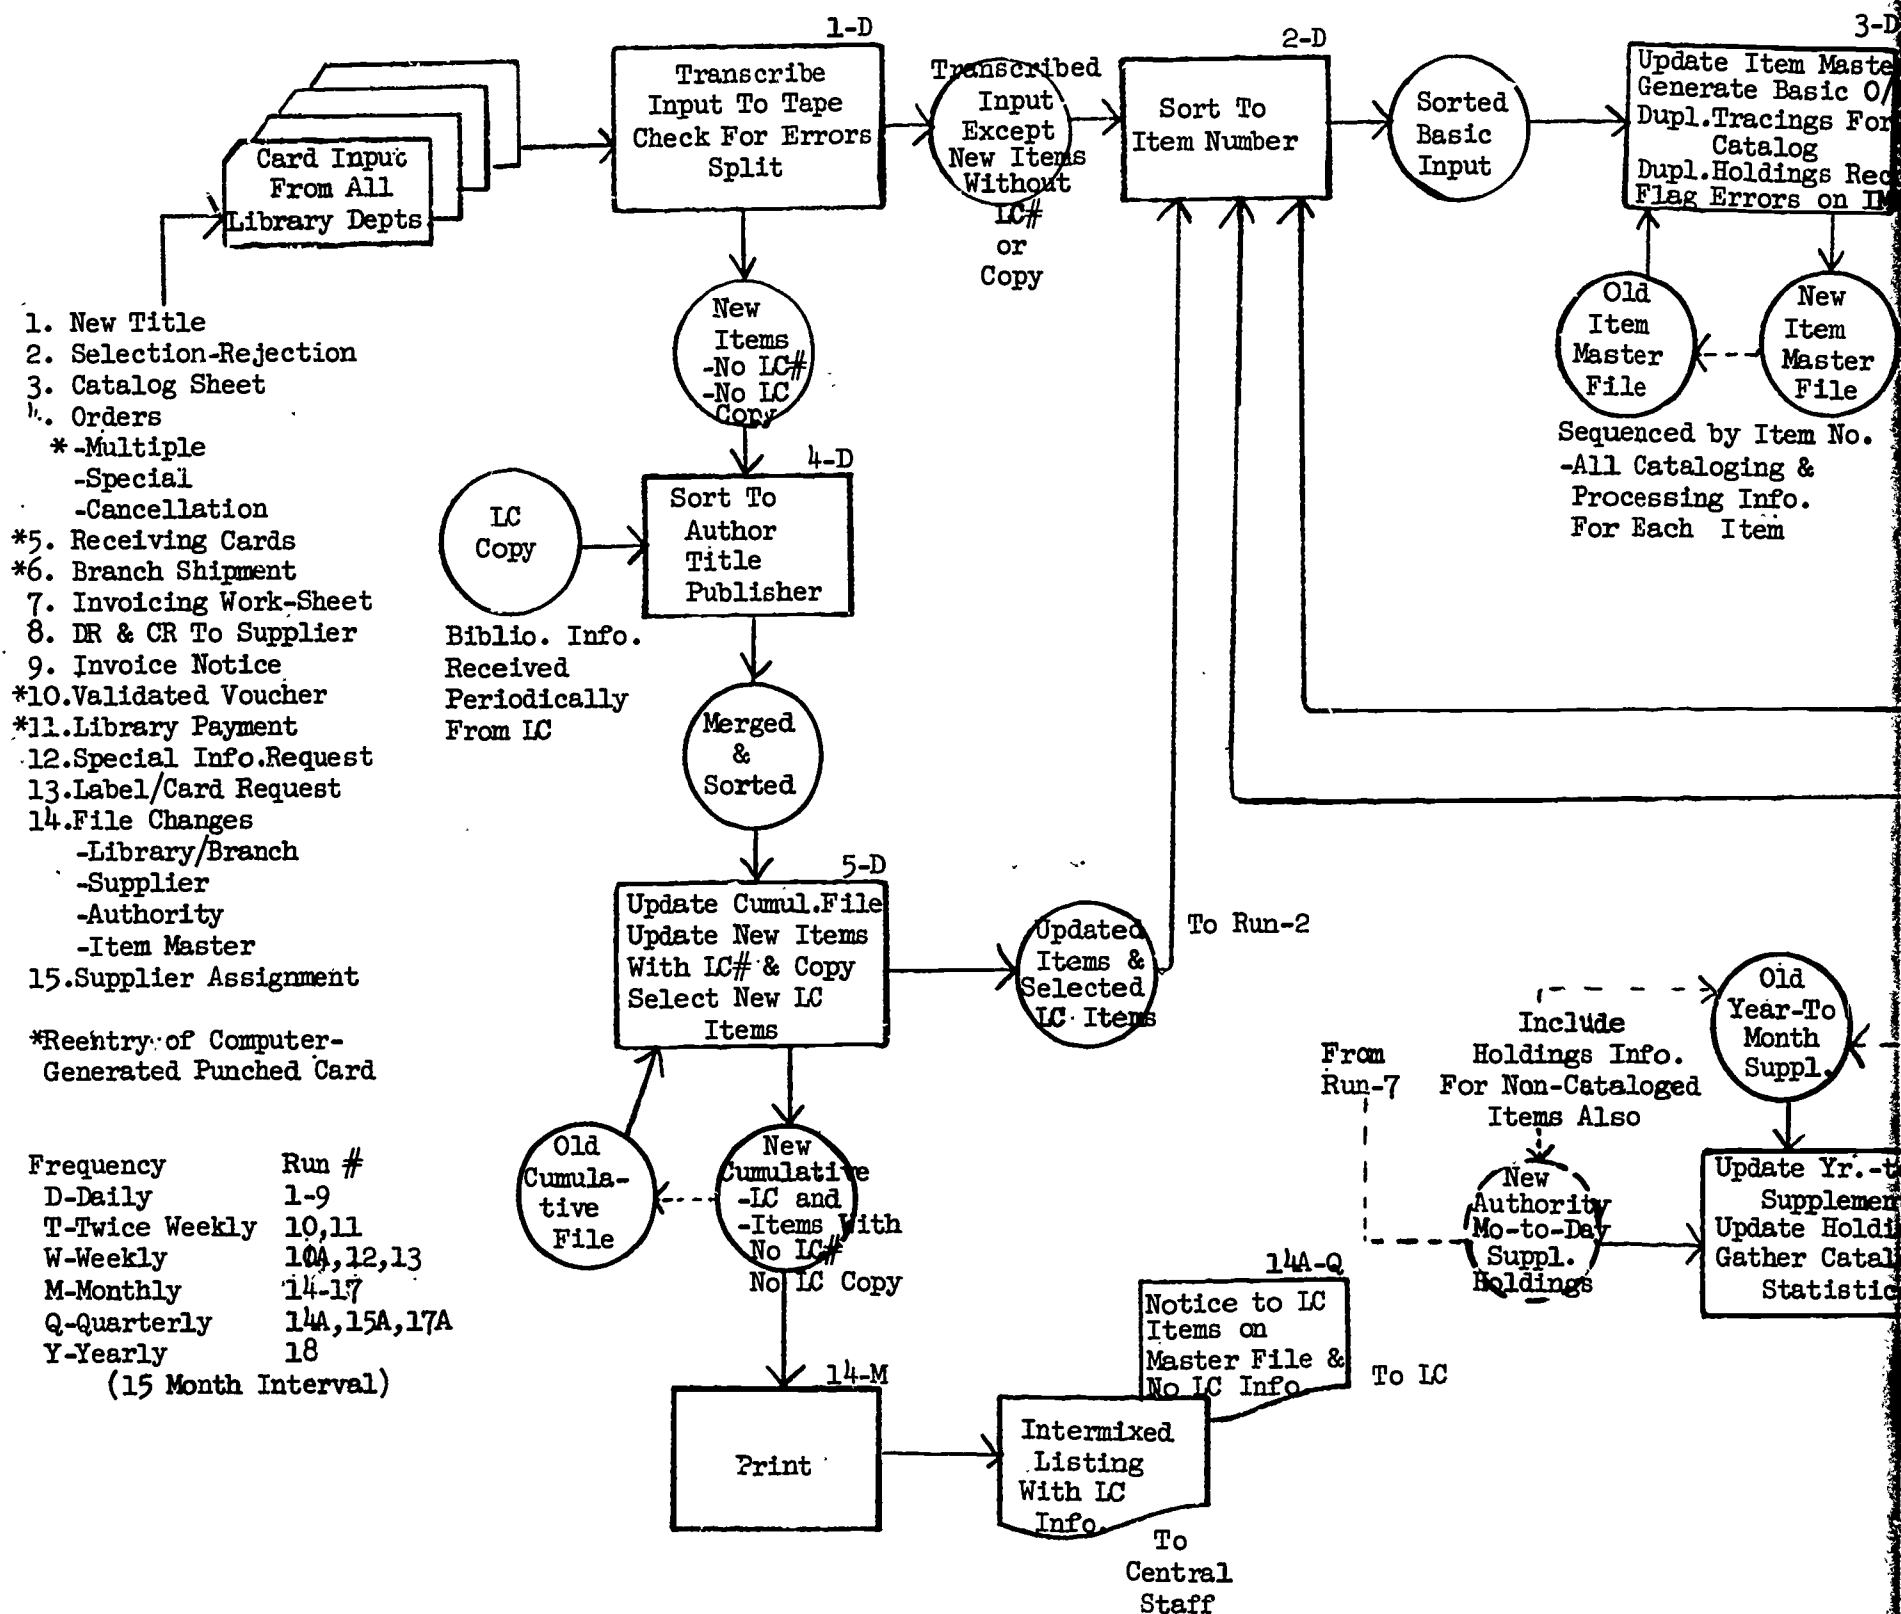 1-D
Transcribe
Input To Tape
Check For Errors
Split
Transcribed
Input
Except
New Items
Without
LC#
or
Copy
2-D
Sort To
Item Number
Sorted
Basic
Input
3-D
Update Item Maste
Generate Basic O/
Dupl.Tracings For
Catalog
Dupl.Holdings Rec
Flag Errors on IM
Card Input
From All
Library Depts
New
Items
-No LC#
-No LC
Copy
Old
Item
Master
File
New
Item
Master
File
Sequenced by Item No.
-All Cataloging &
Processing Info.
For Each Item
1. New Title
2. Selection-Rejection
3. Catalog Sheet
4. Orders
*-Multiple
-Special
-Cancellation
*5. Receiving Cards
*6. Branch Shipment
7. Invoicing Work-Sheet
8. DR & CR To Supplier
9. Invoice Notice
*10.Validated Voucher
*11.Library Payment
12.Special Info.Request
13.Label/Card Request
14.File Changes
-Library/Branch
-Supplier
-Authority
-Item Master
15.Supplier Assignment
*Reentry of Computer-
Generated Punched Card
4-D
LC
Copy
Sort To
Author
Title
Publisher
Biblio. Info.
Received
Periodically
From LC
Merged
&
Sorted
5-D
Update Cumul.File
Update New Items
With LC# & Copy
Select New LC
Items
Updated
Items &
Selected
LC Items
To Run-2
Old
Cumula-
tive
File
New
Cumulative
-LC and
-Items With
No LC#
No LC Copy
From
Run-7
Include
Holdings Info.
For Non-Cataloged
Items Also
Old
Year-To
Month
Suppl.
New
Authority
Mo-to-Day
Suppl.
Holdings
Update Yr.-t
Supplemen
Update Holdi
Gather Catal
Statistic
Frequency Run #
D-Daily 1-9
T-Twice Weekly 10,11
W-Weekly 10A,12,13
M-Monthly 14-17
Q-Quarterly 14A,15A,17A
Y-Yearly 18
(15 Month Interval)
14-M
Print
14A-Q
Notice to LC
Items on
Master File &
No LC Info
To LC
Intermixed
Listing
With LC
Info.
To
Central
Staff